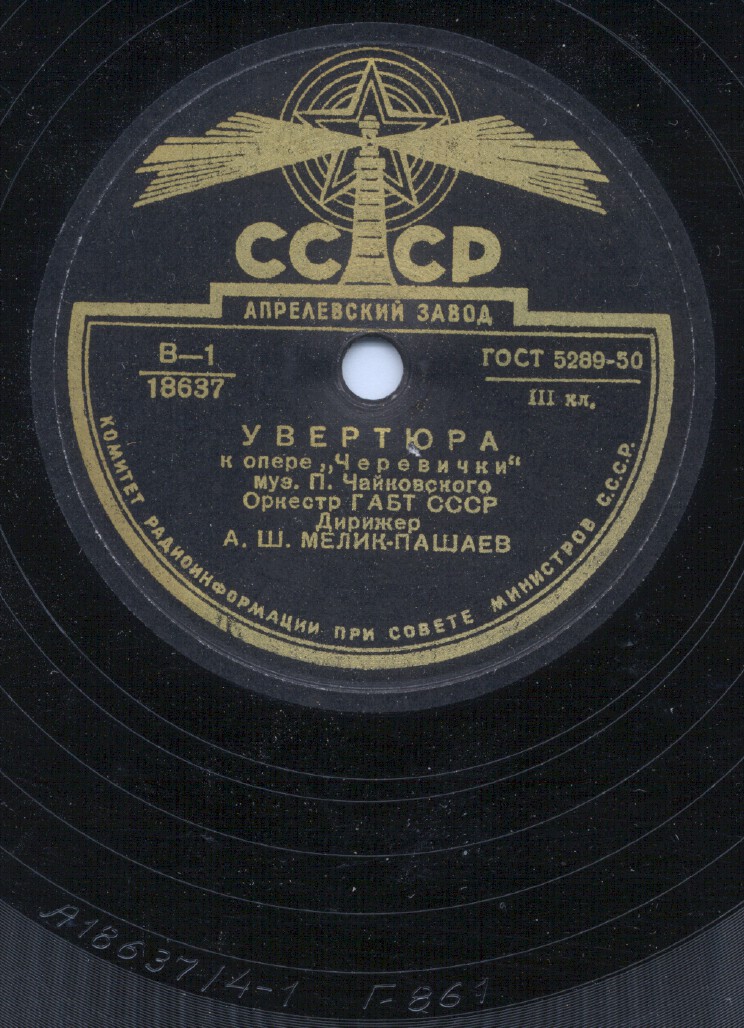 СССР
АПРЕЛЕВСКИЙ ЗАВОД
В—1
18637
ГОСТ 5289-50
III кл.
УВЕРТЮРА
к опере „Черевички“
муз. П. Чайковского
Оркестр ГАБТ СССР
Дирижер
А. Ш. МЕЛИК-ПАШАЕВ
КОМИТЕТ РАДИОИНФОРМАЦИИ ПРИ СОВЕТЕ МИНИСТРОВ С.С.С.Р.
А18637/4-1 Г-861